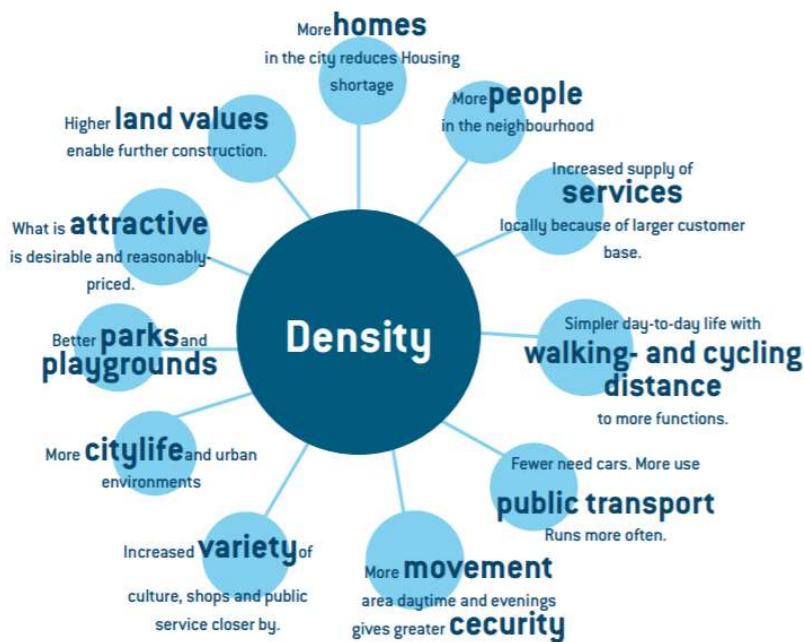 More homes
in the city reduces Housing
shortage
More people
in the neighbourhood
Increased supply of
services
locally because of larger customer
base.
Simpler day-to-day life with
walking- and cycling
distance
to more functions.
Fewer need cars. More use
public transport
Runs more often.
More movement
area daytime and evenings
gives greater cecurity
Increased variety of
culture, shops and public
service closer by.
More citylife and urban
environments
Better parks and
playgrounds
What is attractive
is desirable and reasonably-
priced.
Higher land values
enable further construction.
Density